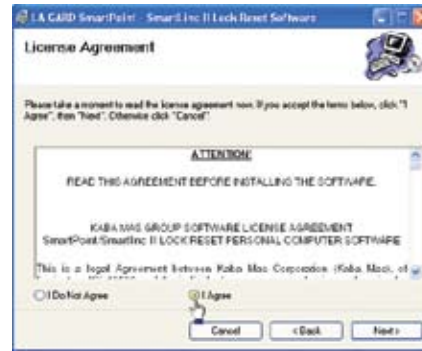 LA GARD SmartPoint - SmartLinc II Lock Reset Software
License Agreement
Please take a moment to read the license agreement now. If you accept the terms below, click "I
Agree", then "Next". Otherwise click "Cancel".
ATTENTION:
READ THIS AGREEMENT BEFORE INSTALLING THE SOFTWARE.
KABA MAS GROUP SOFTWARE LICENSE AGREEMENT
SmartPoint/Smartlinc II LOCK RESET PERSONAL COMPUTER SOFTWARE
This is a legal Agreement between Kaba Mas Corporation (Kaba Mas), of
I Do Not Agree
I Agree
Cancel
< Back
Next >